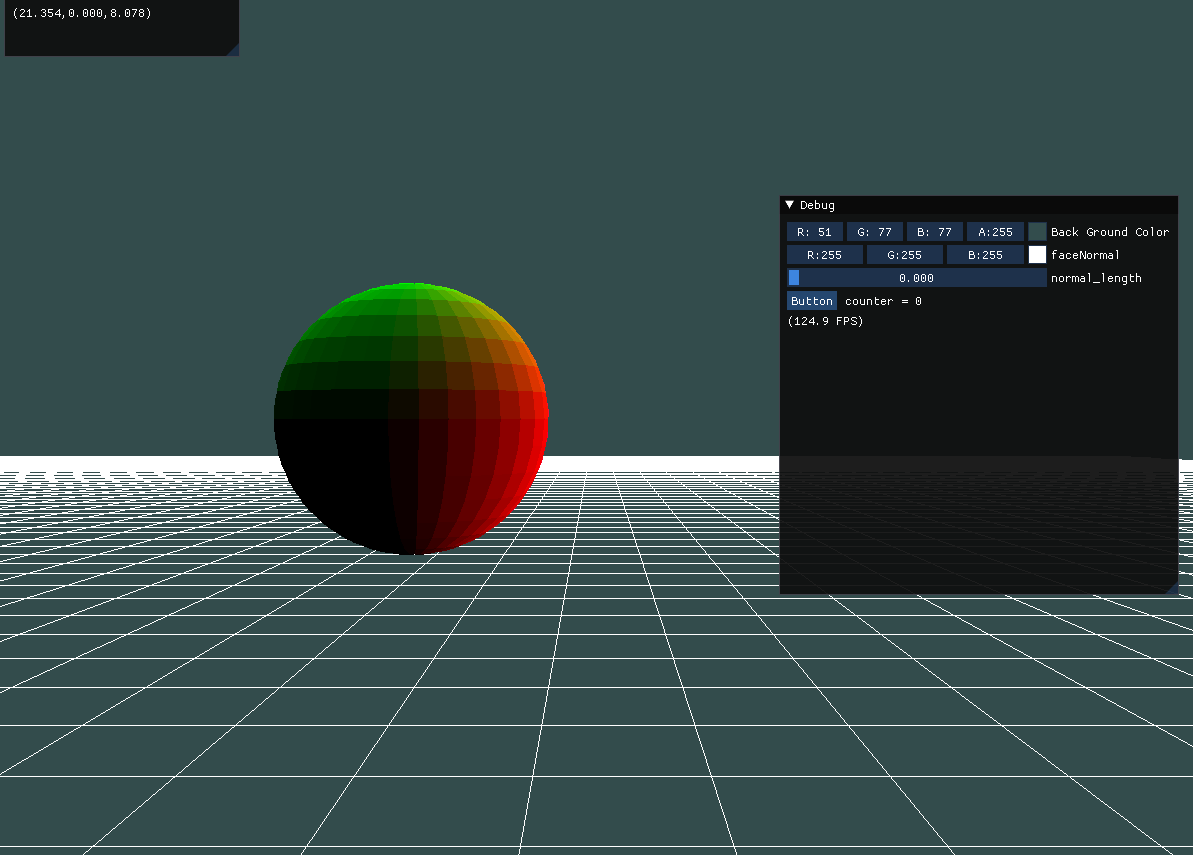 (21.354,0.000,8.078)
Debug
R: 51 G: 77 B: 77 A:255 Back Ground Color
R:255 G:255 B:255 faceNormal
0.000 normal_length
Button counter = 0
(124.9 FPS)